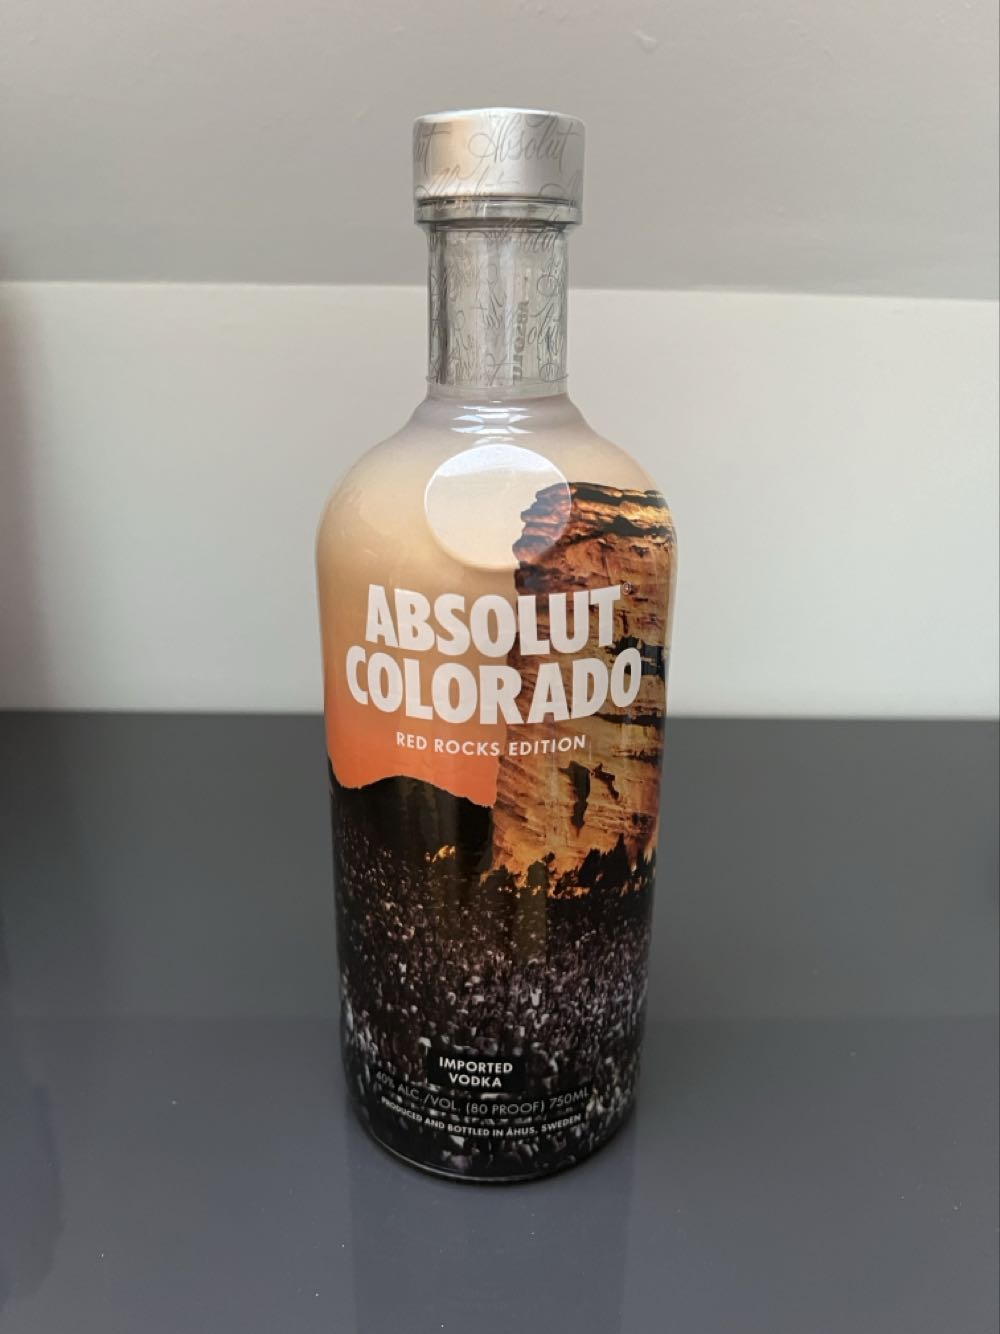 Absolut
ABSOLUT®
COLORADO
RED ROCKS EDITION
IMPORTED
VODKA
40% ALC./VOL. (80 PROOF) 750ML
PRODUCED AND BOTTLED IN ÅHUS, SWEDEN